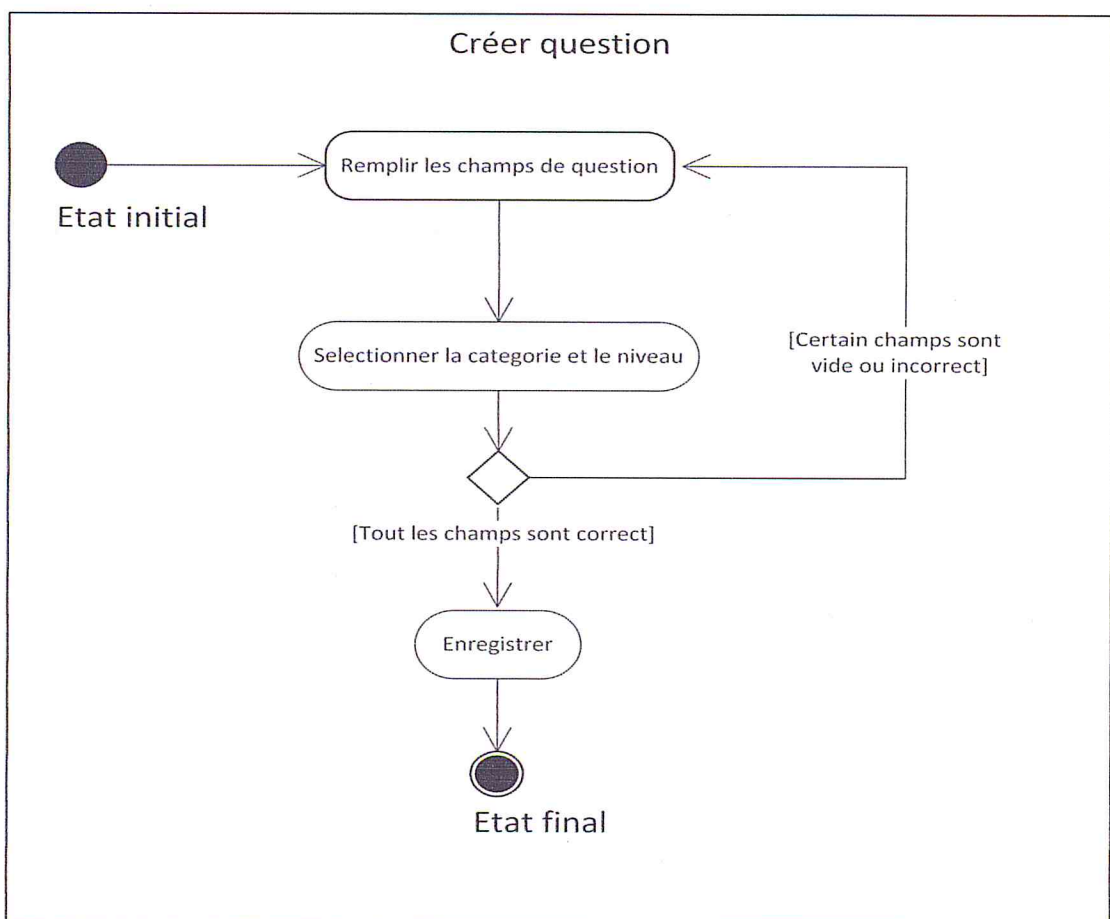 Créer question
Remplir les champs de question
Etat initial
[Certain champs sont
vide ou incorrect]
Selectionner la categorie et le niveau
[Tout les champs sont correct]
Enregistrer
Etat final